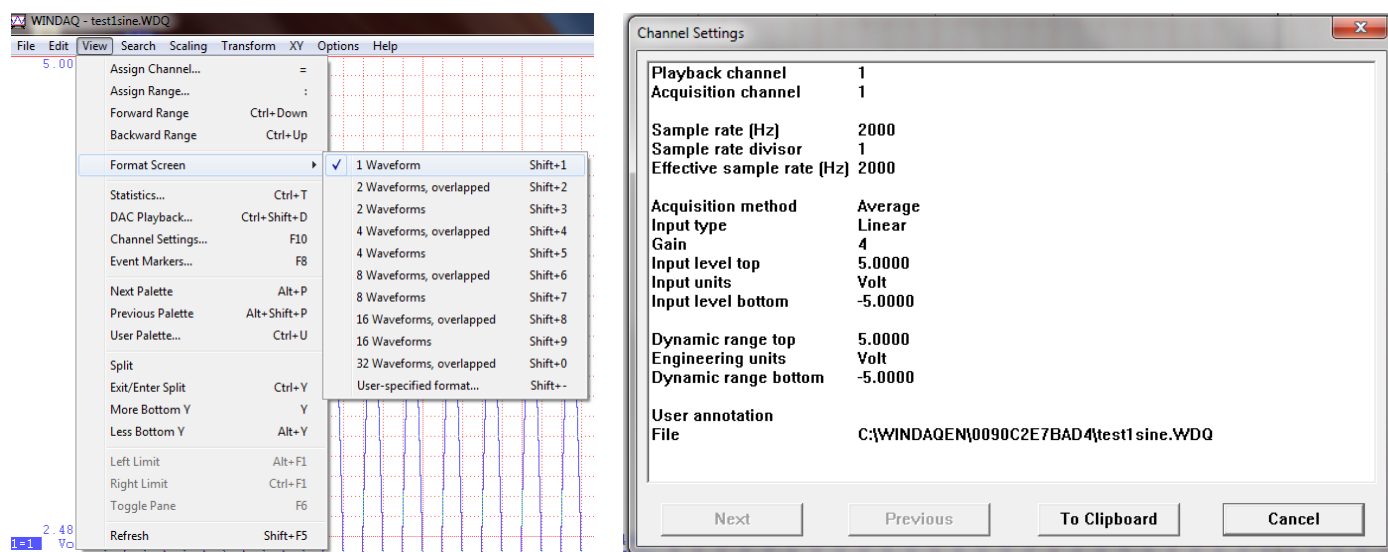 WINDAQ - test1sine.WDQ
File Edit View Search Scaling Transform XY Options Help
5.00
Assign Channel... =
Assign Range... :
Forward Range Ctrl+Down
Backward Range Ctrl+Up
Format Screen
Statistics... Ctrl+T
DAC Playback... Ctrl+Shift+D
Channel Settings... F10
Event Markers... F8
Next Palette Alt+P
Previous Palette Alt+Shift+P
User Palette... Ctrl+U
Split
Exit/Enter Split Ctrl+Y
More Bottom Y Y
Less Bottom Y Alt+Y
Left Limit Alt+F1
Right Limit Ctrl+F1
Toggle Pane F6
Refresh Shift+F5
2.48
1=1 Vo
✓ 1 Waveform Shift+1
2 Waveforms, overlapped Shift+2
2 Waveforms Shift+3
4 Waveforms, overlapped Shift+4
4 Waveforms Shift+5
8 Waveforms, overlapped Shift+6
8 Waveforms Shift+7
16 Waveforms, overlapped Shift+8
16 Waveforms Shift+9
32 Waveforms, overlapped Shift+0
User-specified format... Shift+-
Channel Settings
Playback channel 1
Acquisition channel 1
Sample rate (Hz) 2000
Sample rate divisor 1
Effective sample rate (Hz) 2000
Acquisition method Average
Input type Linear
Gain 4
Input level top 5.0000
Input units Volt
Input level bottom -5.0000
Dynamic range top 5.0000
Engineering units Volt
Dynamic range bottom -5.0000
User annotation
File C:\WINDAQEN\0090C2E7BAD4\test1sine.WDQ
Next Previous To Clipboard Cancel